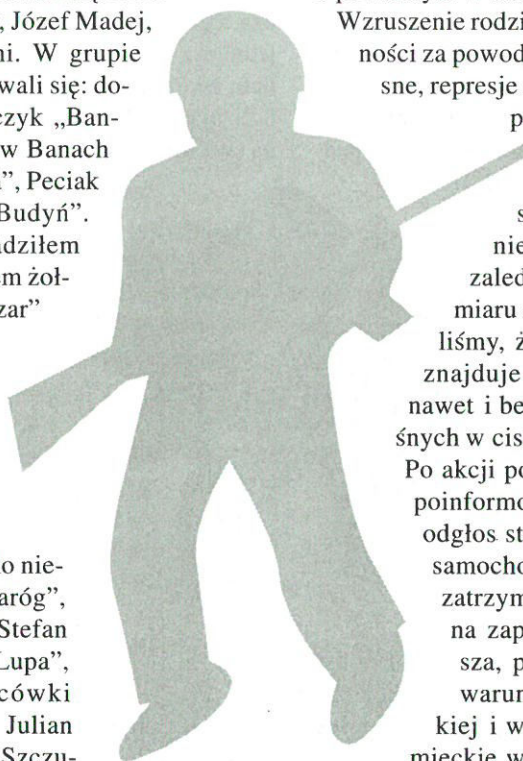 , Józef Madej,
ni. W grupie
wali się: do-
czyk „Ban-
w Banach
”, Peciak
Budyń”.
dziłem
m żoł-
zar”
o nie-
aróg”,
Stefan
Lupa”,
cówki
Julian
Szczu-
Wzruszenie rodzi
ności za powod
sne, represje
p
s
nie
zaled
miaru
liśmy, ż
znajduje
nawet i be
śnych w cis
Po akcji po
poinformo
odgłos st
samocho
zatrzym
na zap
sza, p
warun
kiej i w
mieckie w